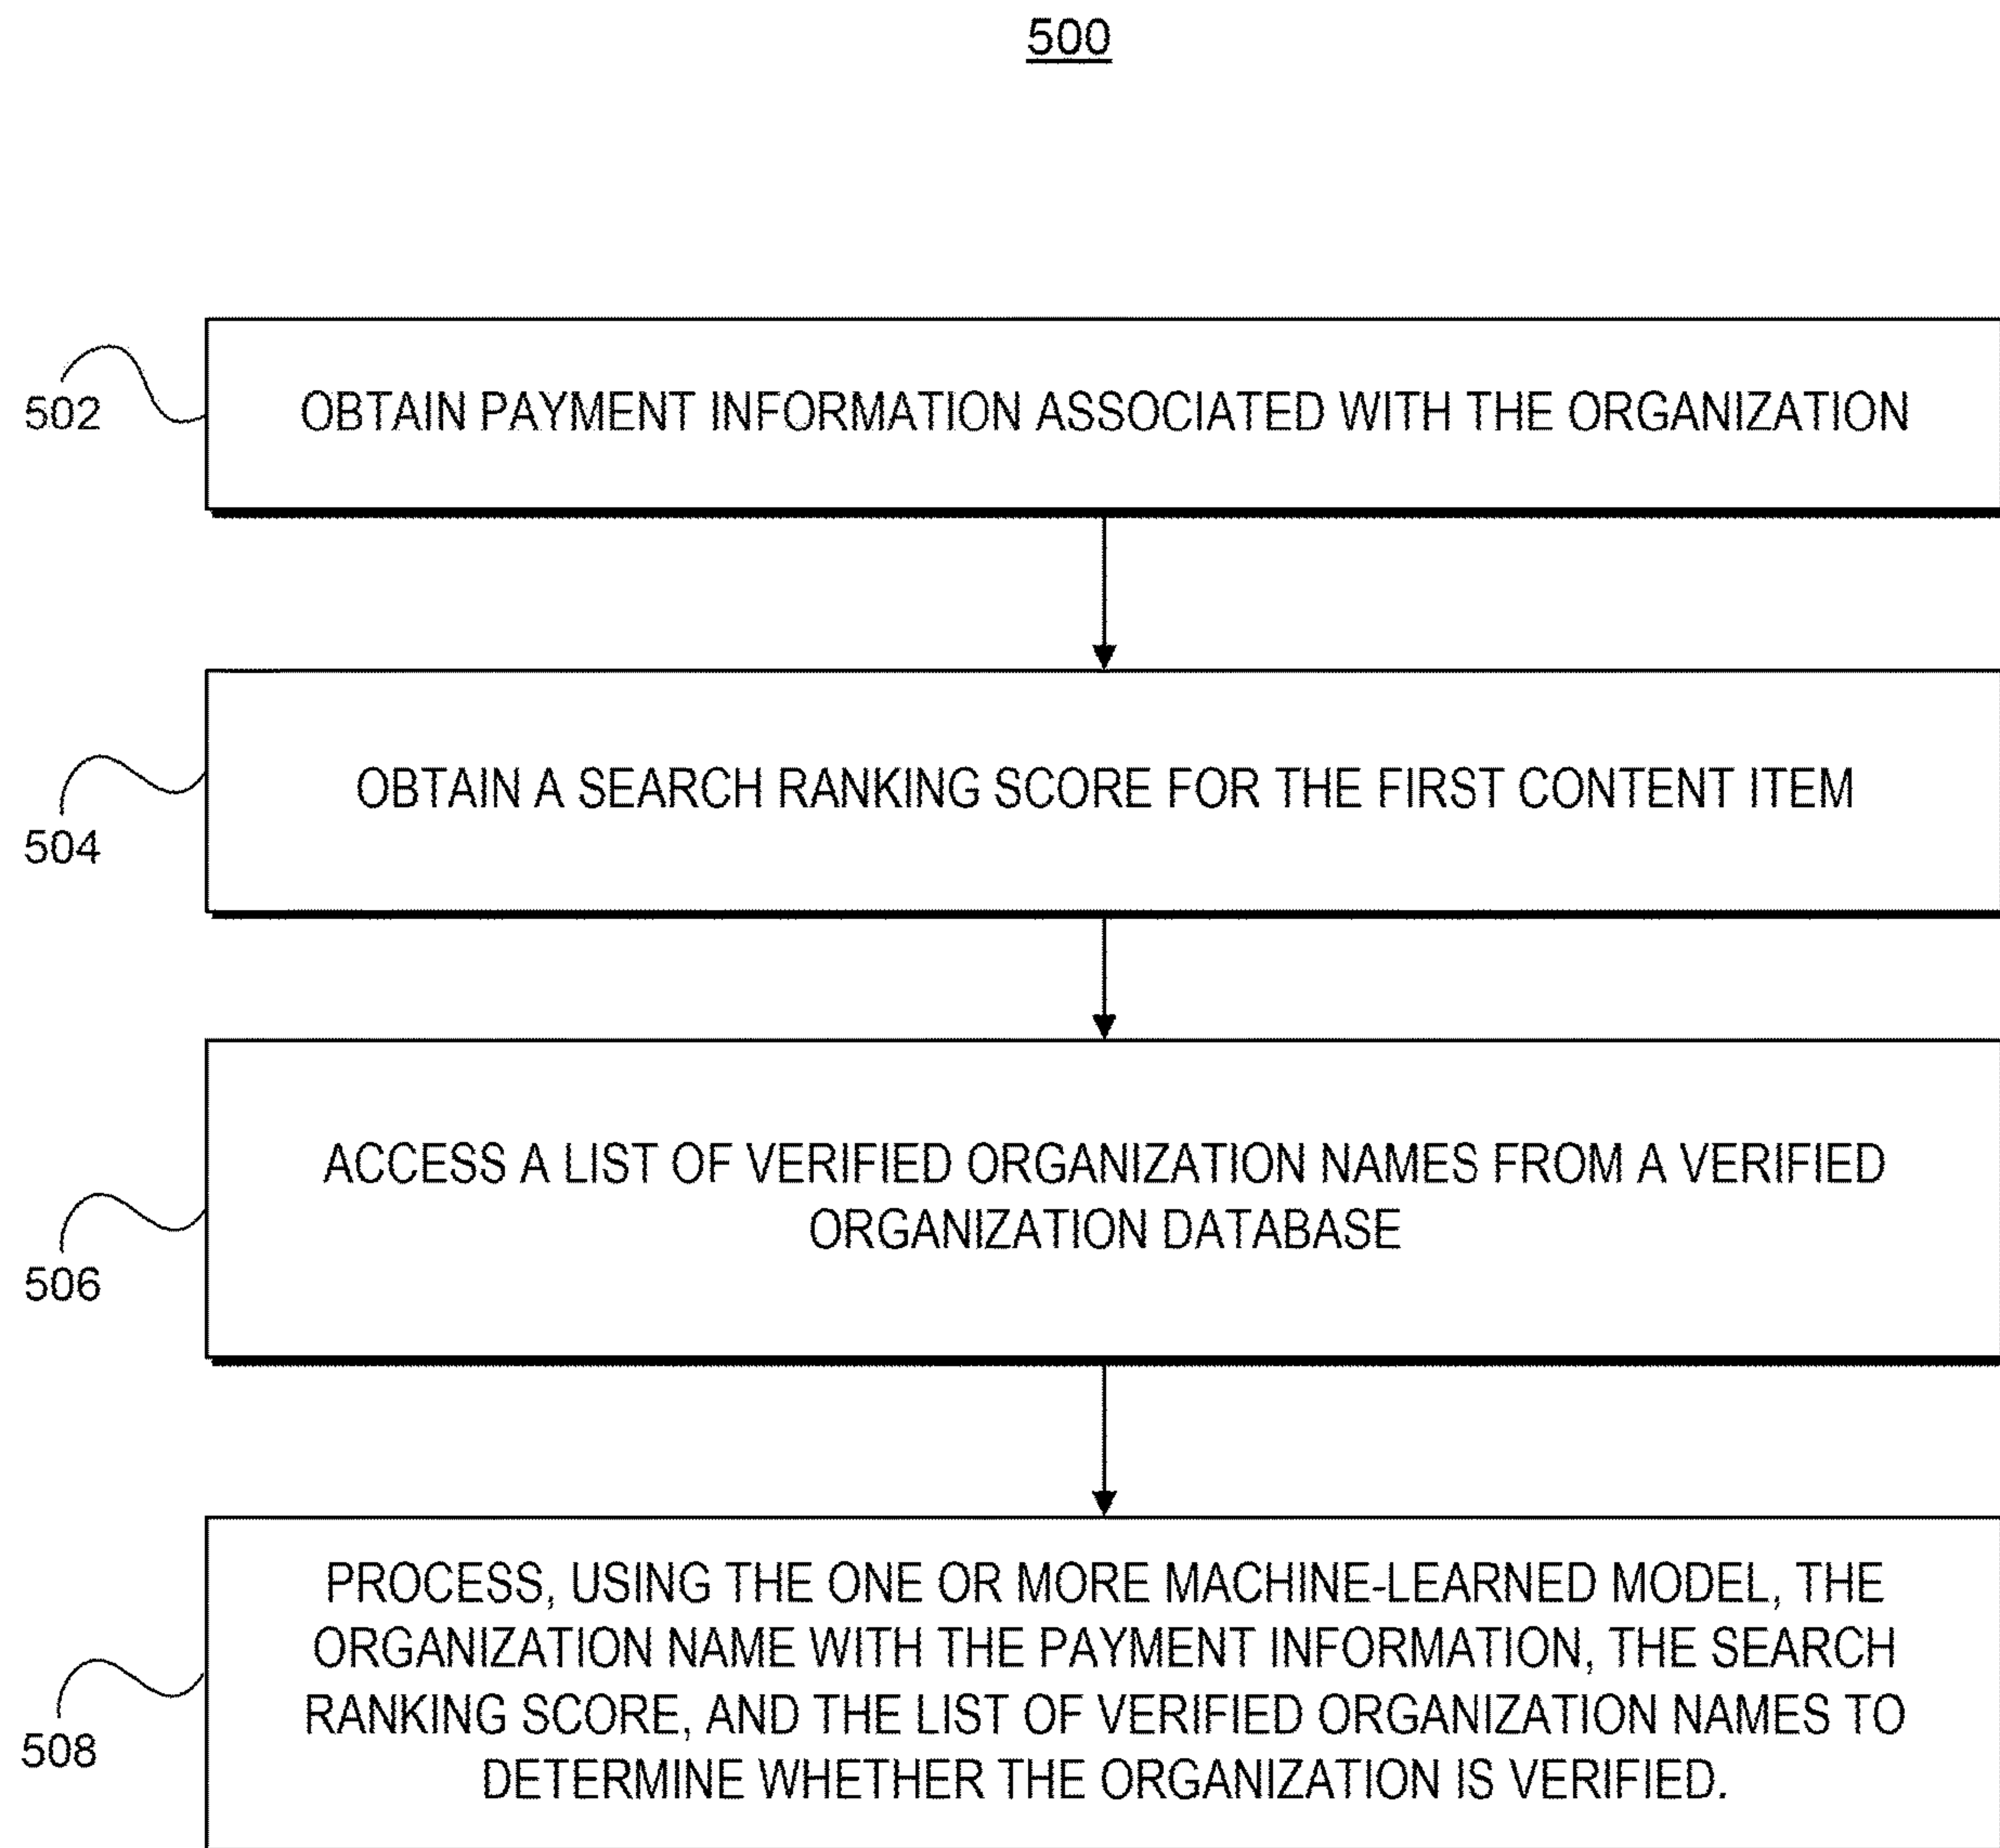 500
502
OBTAIN PAYMENT INFORMATION ASSOCIATED WITH THE ORGANIZATION
504
OBTAIN A SEARCH RANKING SCORE FOR THE FIRST CONTENT ITEM
506
ACCESS A LIST OF VERIFIED ORGANIZATION NAMES FROM A VERIFIED
ORGANIZATION DATABASE
508
PROCESS, USING THE ONE OR MORE MACHINE-LEARNED MODEL, THE
ORGANIZATION NAME WITH THE PAYMENT INFORMATION, THE SEARCH
RANKING SCORE, AND THE LIST OF VERIFIED ORGANIZATION NAMES TO
DETERMINE WHETHER THE ORGANIZATION IS VERIFIED.